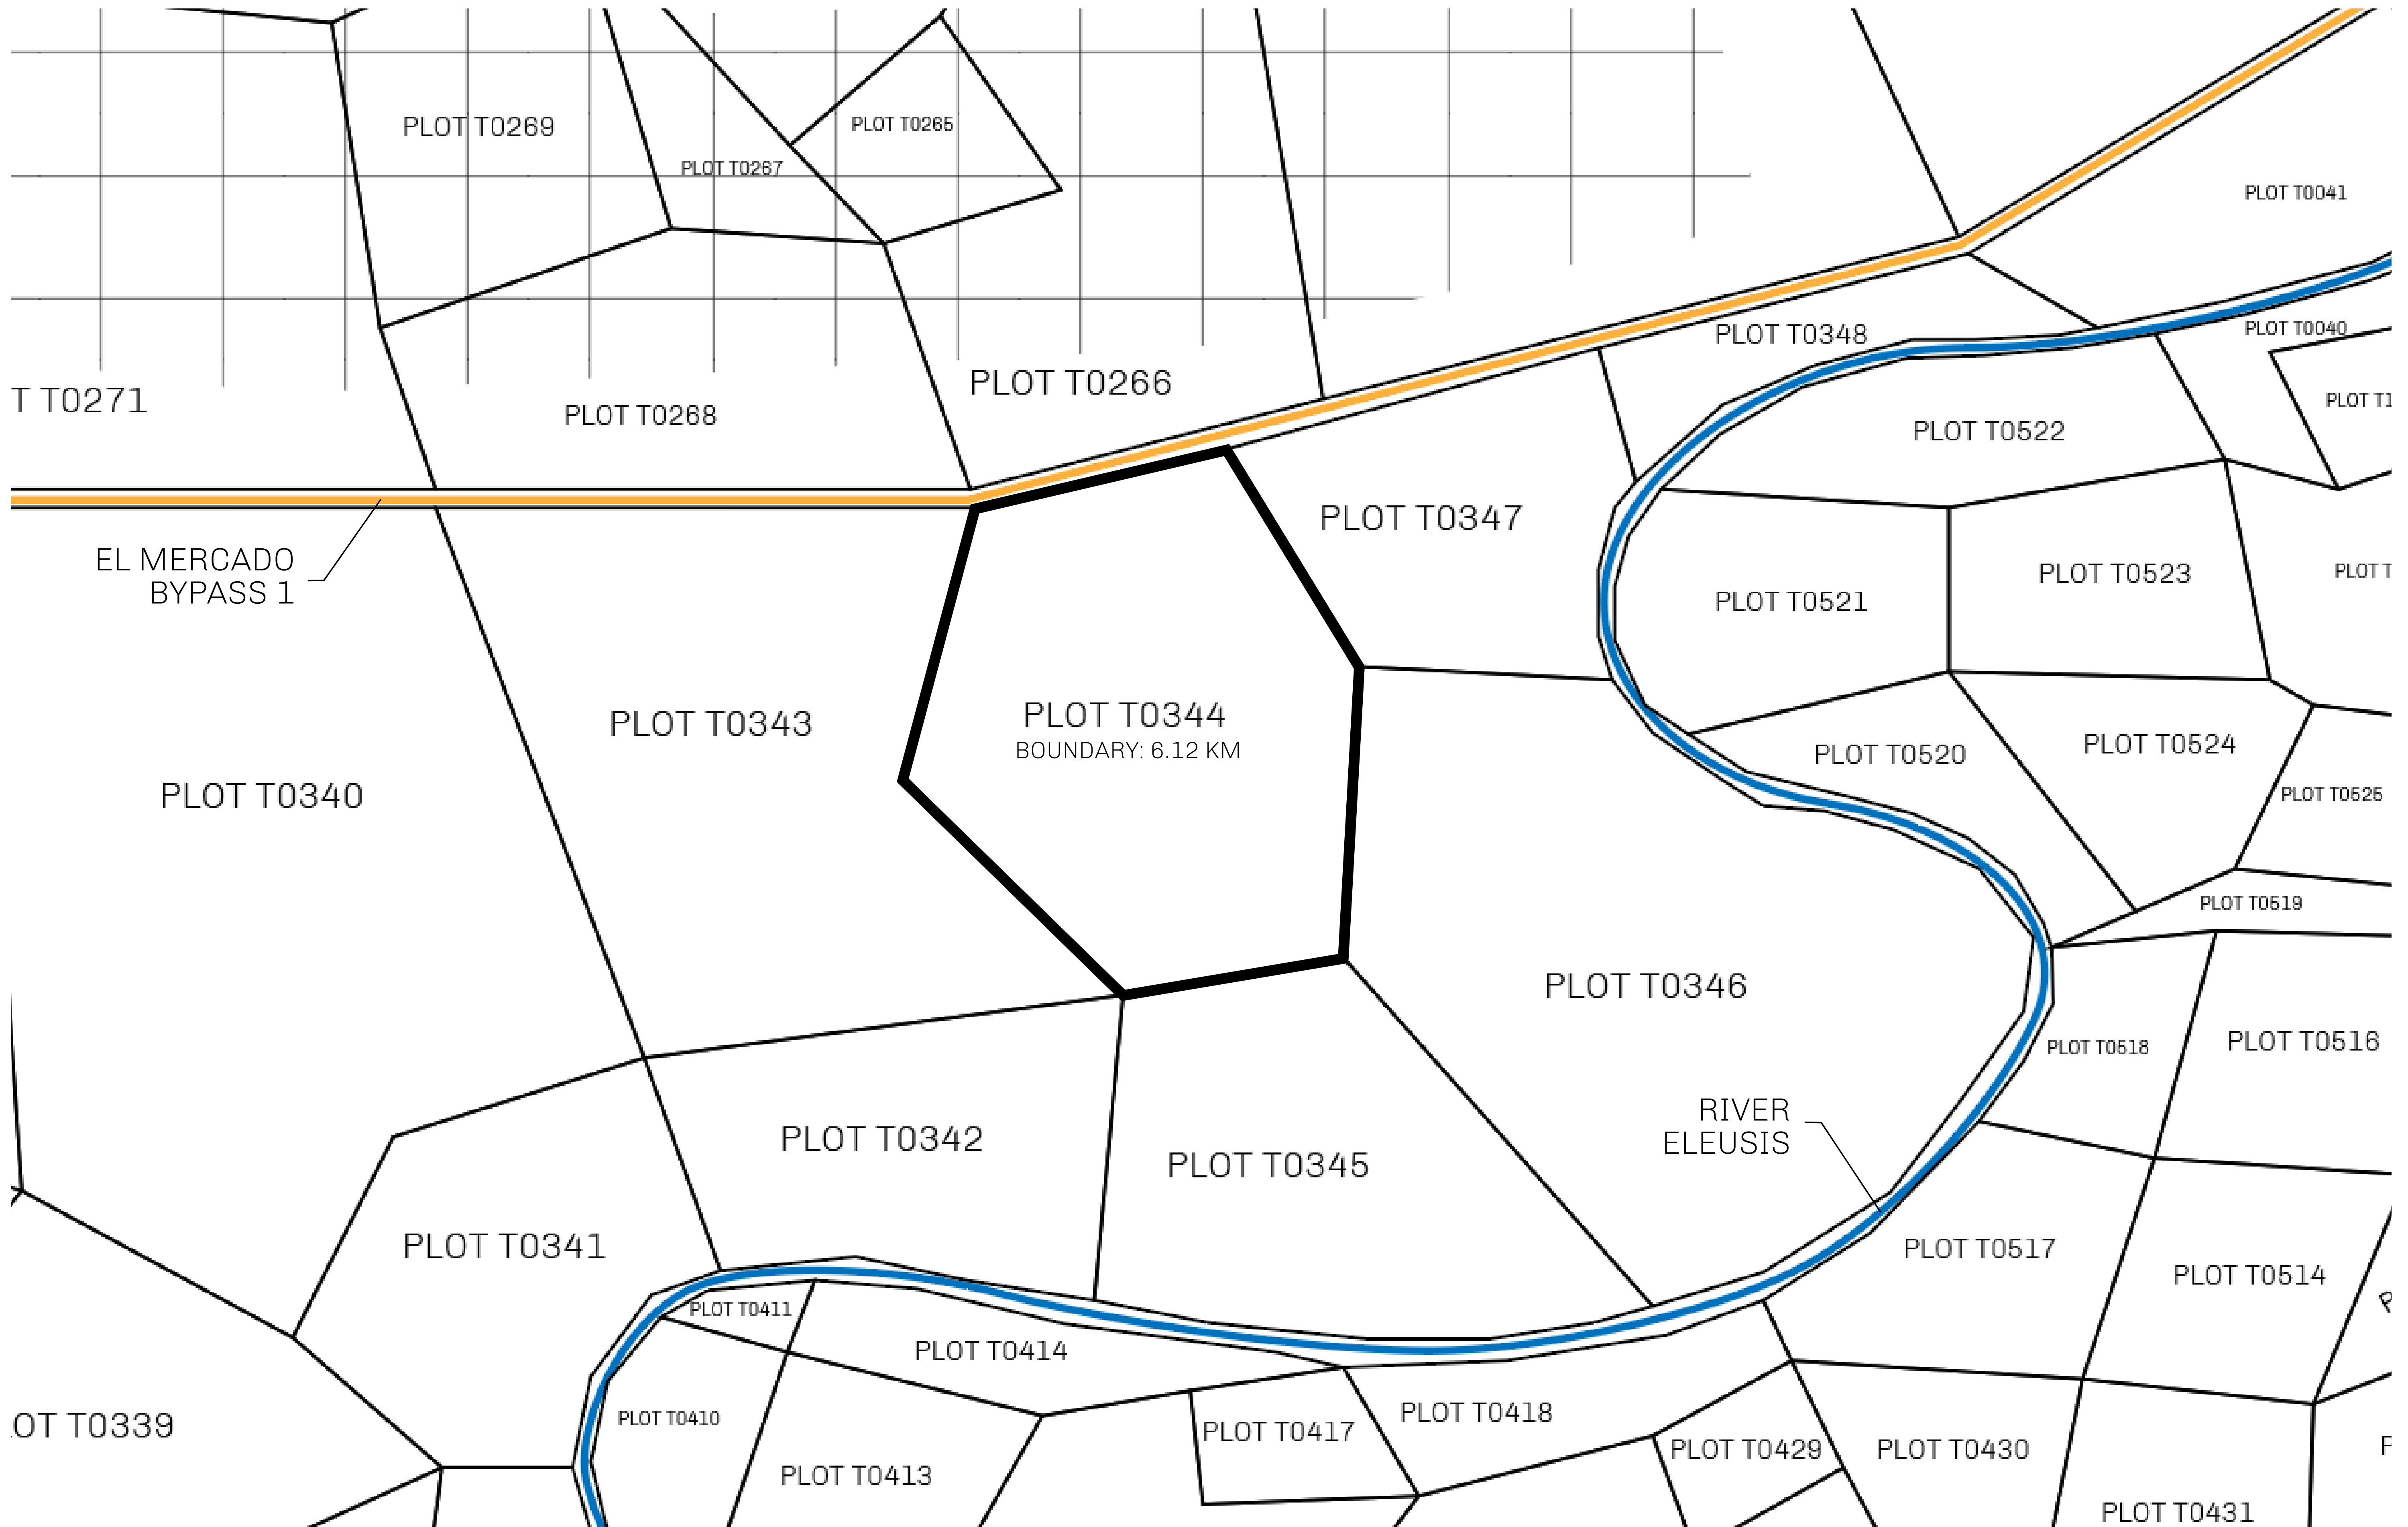 PLOT T0269
PLOT T0265
PLOT T0267
PLOT T0041
PLOT T0348
PLOT T0040
T T0271
PLOT T0268
PLOT T0266
PLOT T1
PLOT T0522
PLOT T0347
EL MERCADO
BYPASS 1
PLOT T0521
PLOT T0523
PLOT T
PLOT T0343
PLOT T0344
BOUNDARY: 6.12 KM
PLOT T0340
PLOT T0520
PLOT T0524
PLOT T0525
PLOT T0519
PLOT T0346
PLOT T0518
PLOT T0516
RIVER
ELEUSIS
PLOT T0342
PLOT T0345
PLOT T0341
PLOT T0517
PLOT T0514
P
PLOT T0411
PLOT T0414
PLOT T0410
OT T0339
PLOT T0417
PLOT T0418
PLOT T0429
PLOT T0430
PLOT T0413
PLOT T0431